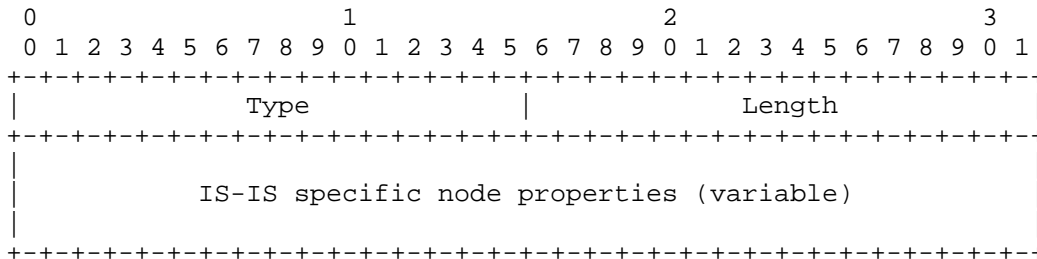 0                   1                   2                   3
 0 1 2 3 4 5 6 7 8 9 0 1 2 3 4 5 6 7 8 9 0 1 2 3 4 5 6 7 8 9 0 1
+-+-+-+-+-+-+-+-+-+-+-+-+-+-+-+-+-+-+-+-+-+-+-+-+-+-+-+-+-+-+-+-
|              Type             |             Length
+-+-+-+-+-+-+-+-+-+-+-+-+-+-+-+-+-+-+-+-+-+-+-+-+-+-+-+-+-+-+-+-
|
|           IS-IS specific node properties (variable)
|
+-+-+-+-+-+-+-+-+-+-+-+-+-+-+-+-+-+-+-+-+-+-+-+-+-+-+-+-+-+-+-+-